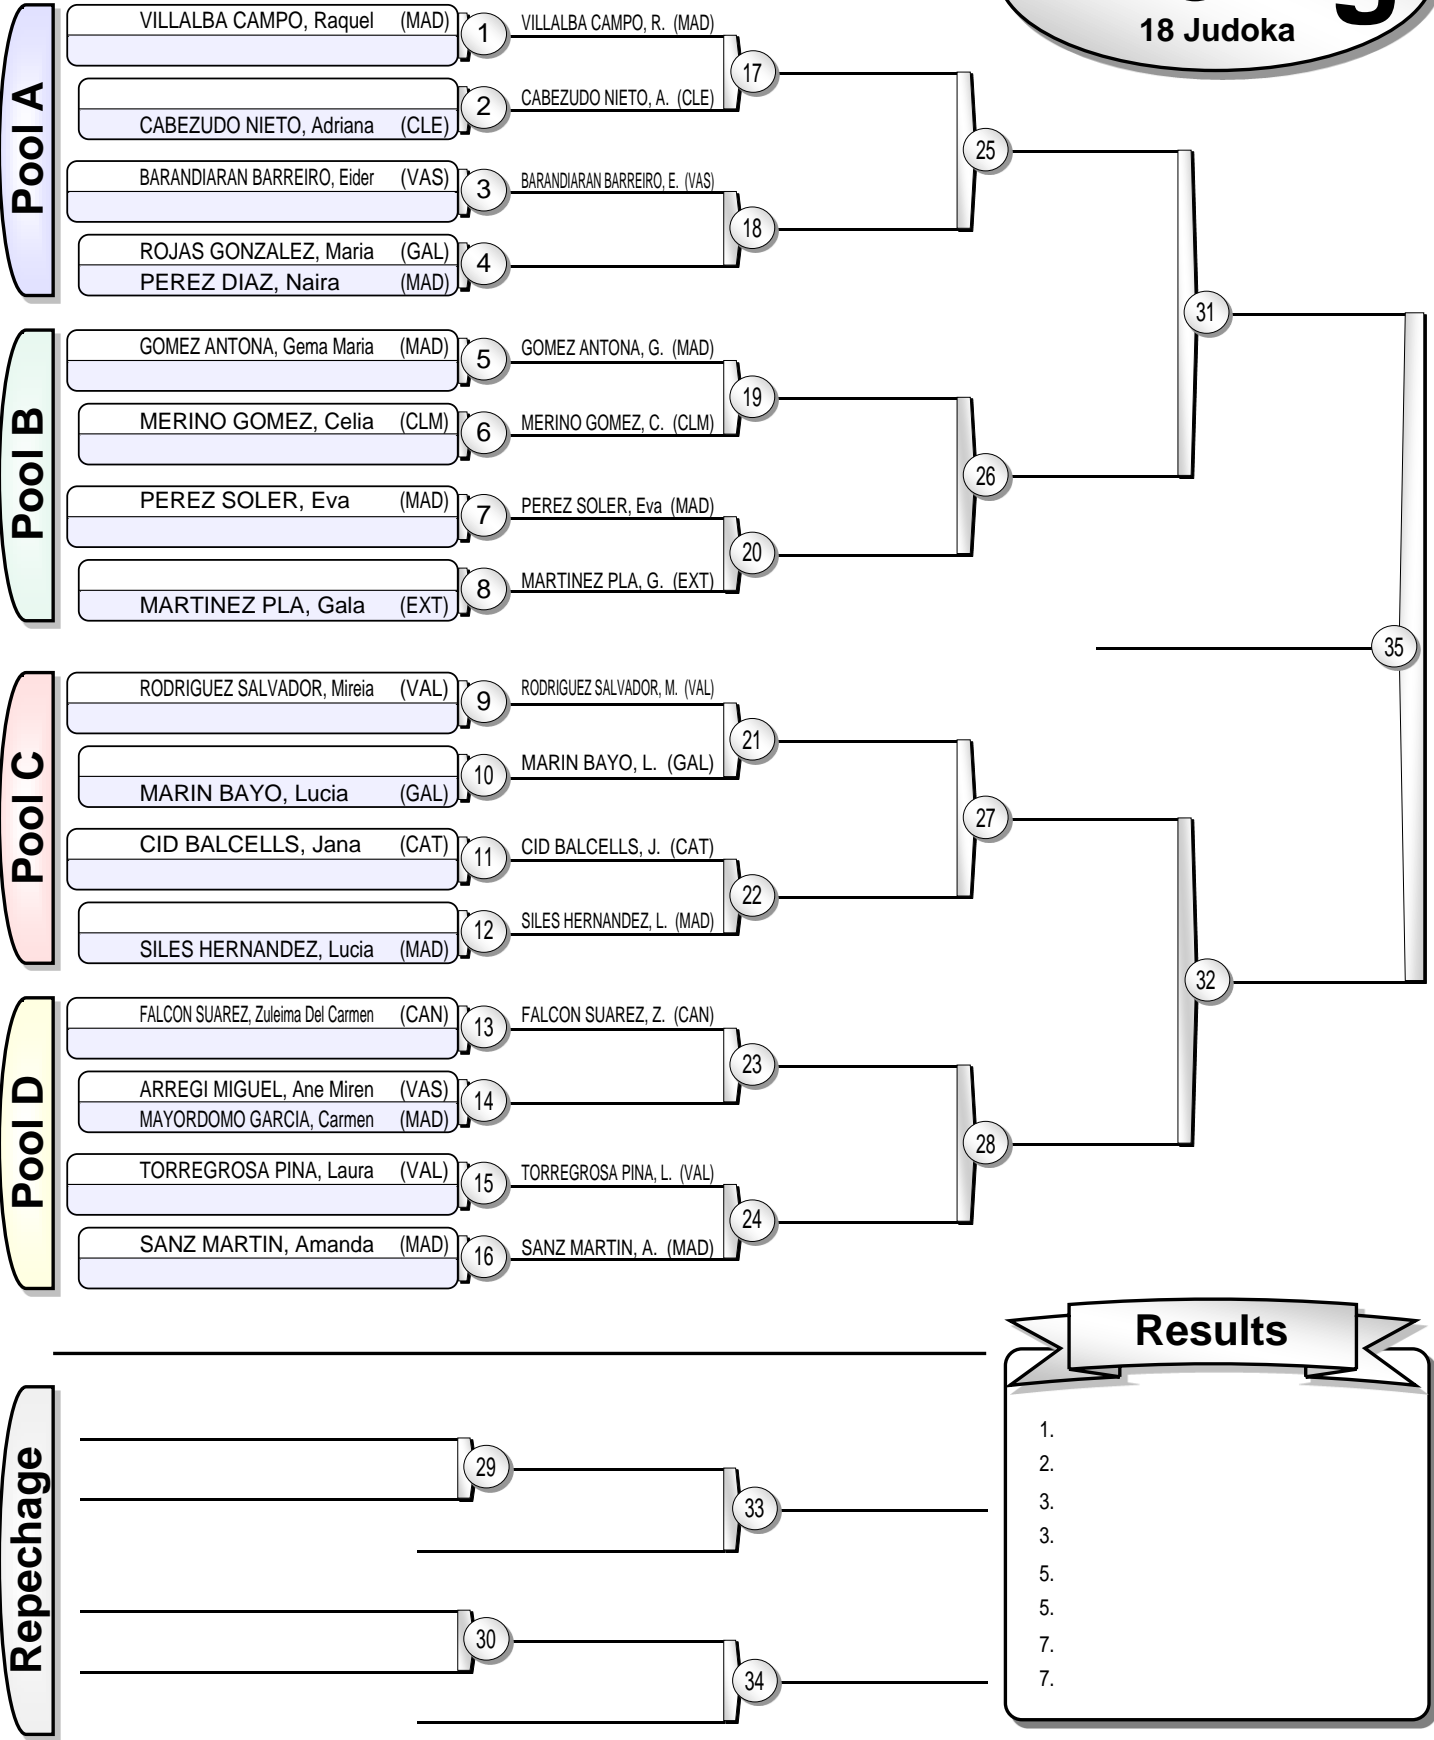 18 Judoka
Pool A
VILLALBA CAMPO, Raquel (MAD) 1 VILLALBA CAMPO, R. (MAD)
17
2 CABEZUDO NIETO, A. (CLE)
CABEZUDO NIETO, Adriana (CLE)
25
BARANDIARAN BARREIRO, Eider (VAS) 3 BARANDIARAN BARREIRO, E. (VAS)
18
ROJAS GONZALEZ, Maria (GAL) 4
PEREZ DIAZ, Naira (MAD)
31
Pool B
GOMEZ ANTONA, Gema Maria (MAD) 5 GOMEZ ANTONA, G. (MAD)
19
MERINO GOMEZ, Celia (CLM) 6 MERINO GOMEZ, C. (CLM)
26
PEREZ SOLER, Eva (MAD) 7 PEREZ SOLER, Eva (MAD)
20
8 MARTINEZ PLA, G. (EXT)
MARTINEZ PLA, Gala (EXT)
35
Pool C
RODRIGUEZ SALVADOR, Mireia (VAL) 9 RODRIGUEZ SALVADOR, M. (VAL)
21
10 MARIN BAYO, L. (GAL)
MARIN BAYO, Lucia (GAL)
27
CID BALCELLS, Jana (CAT) 11 CID BALCELLS, J. (CAT)
22
12 SILES HERNANDEZ, L. (MAD)
SILES HERNANDEZ, Lucia (MAD)
32
Pool D
FALCON SUAREZ, Zuleima Del Carmen (CAN) 13 FALCON SUAREZ, Z. (CAN)
23
ARREGI MIGUEL, Ane Miren (VAS) 14
MAYORDOMO GARCIA, Carmen (MAD)
28
TORREGROSA PINA, Laura (VAL) 15 TORREGROSA PINA, L. (VAL)
24
SANZ MARTIN, Amanda (MAD) 16 SANZ MARTIN, A. (MAD)
Repechage
29
33
30
34
Results
1.
2.
3.
3.
5.
5.
7.
7.